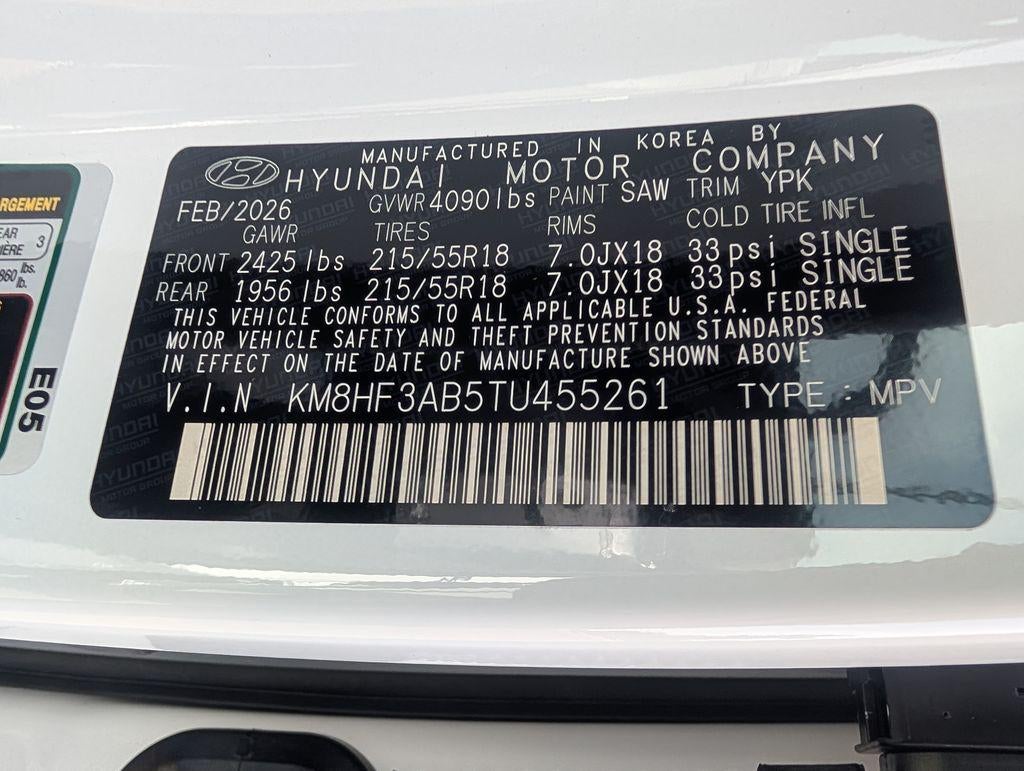 MANUFACTURED IN KOREA BY
HYUNDAI MOTOR COMPANY
FEB/2026 GVWR 4090 lbs PAINT SAW TRIM YPK
GAWR TIRES RIMS COLD TIRE INFL
FRONT 2425 lbs 215/55R18 7.0JX18 33 psi SINGLE
REAR 1956 lbs 215/55R18 7.0JX18 33 psi SINGLE
THIS VEHICLE CONFORMS TO ALL APPLICABLE U.S.A. FEDERAL
MOTOR VEHICLE SAFETY AND THEFT PREVENTION STANDARDS
IN EFFECT ON THE DATE OF MANUFACTURE SHOWN ABOVE
V.I.N KM8HF3AB5TU455261 TYPE : MPV
3
lbs.
lb.
E05